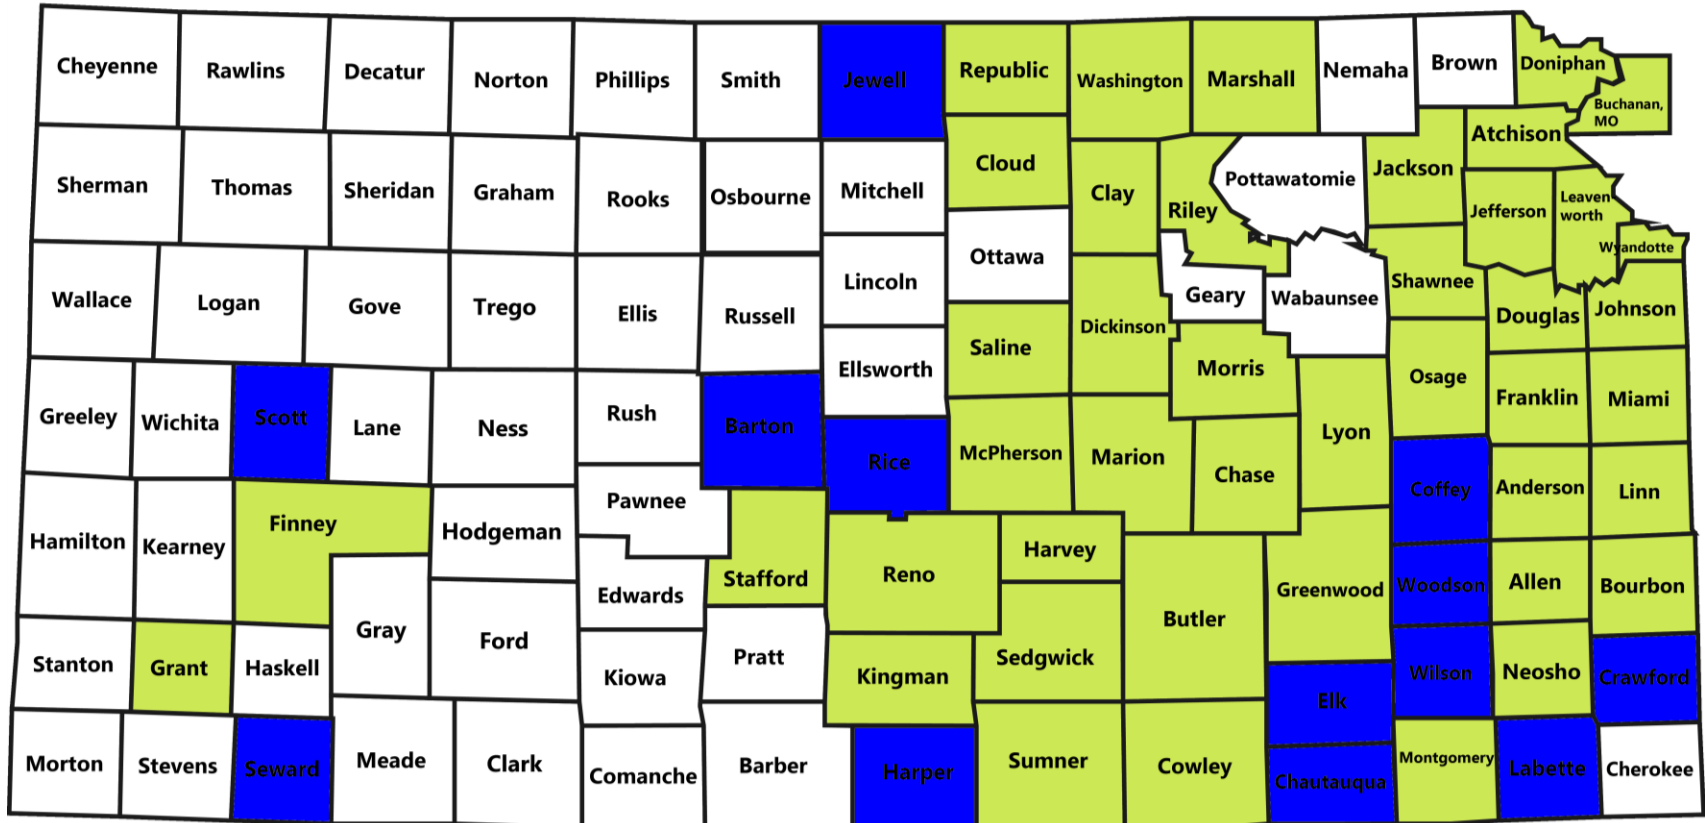 Cheyenne
Rawlins
Decatur
Norton
Phillips
Smith
Jewell
Republic
Washington
Marshall
Nemaha
Brown
Doniphan
Buchanan,
MO
Atchison
Sherman
Thomas
Sheridan
Graham
Rooks
Osbourne
Mitchell
Cloud
Clay
Riley
Pottawatomie
Jackson
Jefferson
Leaven
worth
Wyandotte
Wallace
Logan
Gove
Trego
Ellis
Russell
Lincoln
Ottawa
Dickinson
Geary
Wabaunsee
Shawnee
Douglas
Johnson
Greeley
Wichita
Scott
Lane
Ness
Rush
Barton
Ellsworth
Rice
Saline
McPherson
Marion
Morris
Chase
Lyon
Osage
Franklin
Miami
Coffey
Anderson
Linn
Hamilton
Kearney
Finney
Hodgeman
Pawnee
Edwards
Stafford
Reno
Harvey
Butler
Greenwood
Woodson
Allen
Bourbon
Stanton
Grant
Haskell
Gray
Ford
Kiowa
Pratt
Kingman
Sedgwick
Elk
Wilson
Neosho
Crawford
Morton
Stevens
Seward
Meade
Clark
Comanche
Barber
Harper
Sumner
Cowley
Chautauqua
Montgomery
Labette
Cherokee